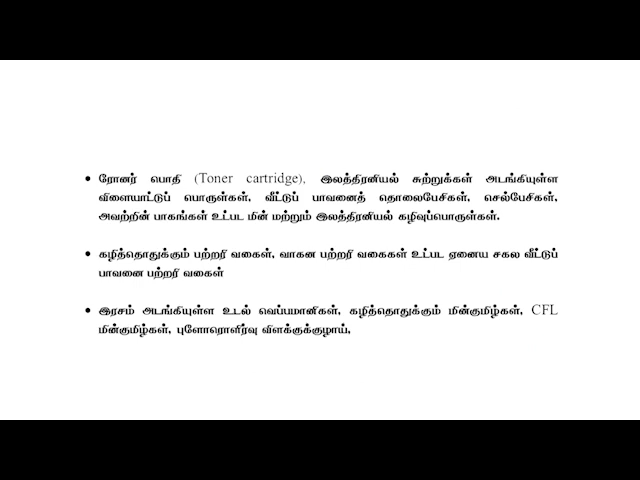 • ரோனர் பொதி (Toner cartridge), இலத்திரனியல் சுற்றுக்கள் அடங்கியுள்ள
விளையாட்டுப் பொருள்கள், வீட்டுப் பாவனைத் தொலைபேசிகள், செல்பேசிகள்,
அவற்றின் பாகங்கள் உட்பட மின் மற்றும் இலத்திரனியல் கழிவுப்பொருள்கள்.
• கழித்தொதுக்கும் பற்றரி வகைகள், வாகன பற்றரி வகைகள் உட்பட ஏனைய சகல வீட்டுப்
பாவனை பற்றரி வகைகள்
• இரசம் அடங்கியுள்ள உடல் வெப்பமானிகள், கழித்தொதுக்கும் மின்குமிழ்கள், CFL
மின்குமிழ்கள், புளோரொளிர்வு விளக்குக்குழாய்,